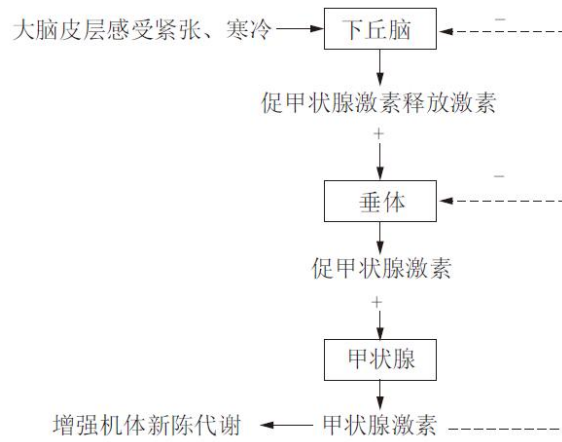 大脑皮层感受紧张、寒冷
下丘脑
−
促甲状腺激素释放激素
+
−
垂体
促甲状腺激素
+
甲状腺
增强机体新陈代谢
甲状腺激素